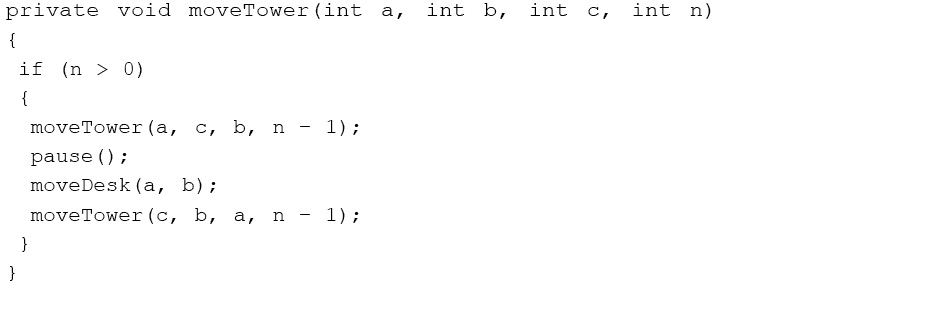 private void moveTower(int a, int b, int c, int n)
{
if (n > 0)
{
moveTower(a, c, b, n - 1);
pause();
moveDesk(a, b);
moveTower(c, b, a, n - 1);
}
}